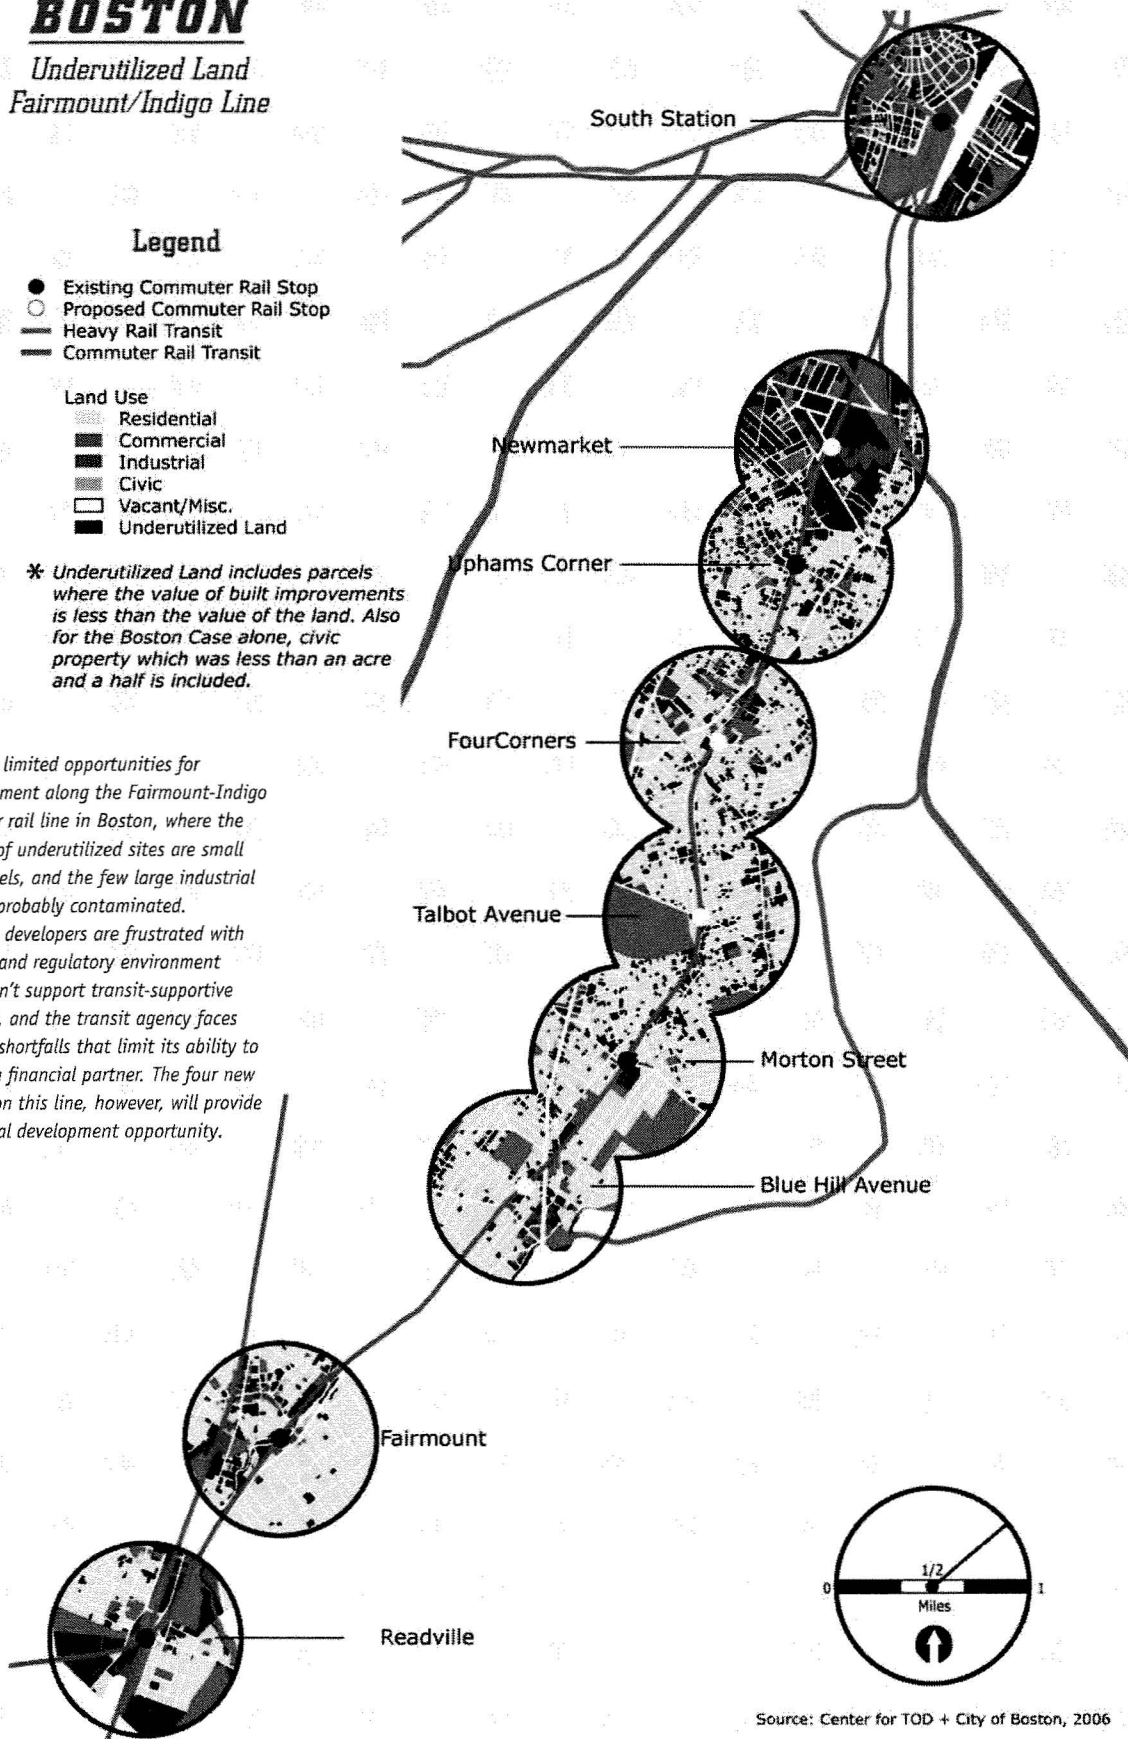 BOSTON
Underutilized Land
Fairmount/Indigo Line
South Station
Legend
Existing Commuter Rail Stop
Proposed Commuter Rail Stop
Heavy Rail Transit
Commuter Rail Transit
Land Use
Residential
Commercial
Industrial
Civic
Vacant/Misc.
Underutilized Land
* Underutilized Land includes parcels
where the value of built improvements
is less than the value of the land. Also
for the Boston Case alone, civic
property which was less than an acre
and a half is included.
Newmarket
Uphams Corner
FourCorners
limited opportunities for
ment along the Fairmount-Indigo
r rail line in Boston, where the
of underutilized sites are small
els, and the few large industrial
probably contaminated.
developers are frustrated with
and regulatory environment
n't support transit-supportive
, and the transit agency faces
shortfalls that limit its ability to
financial partner. The four new
on this line, however, will provide
al development opportunity.
Talbot Avenue
Morton Street
Blue Hill Avenue
Fairmount
Readville
1/2
0 1
Miles
Source: Center for TOD + City of Boston, 2006